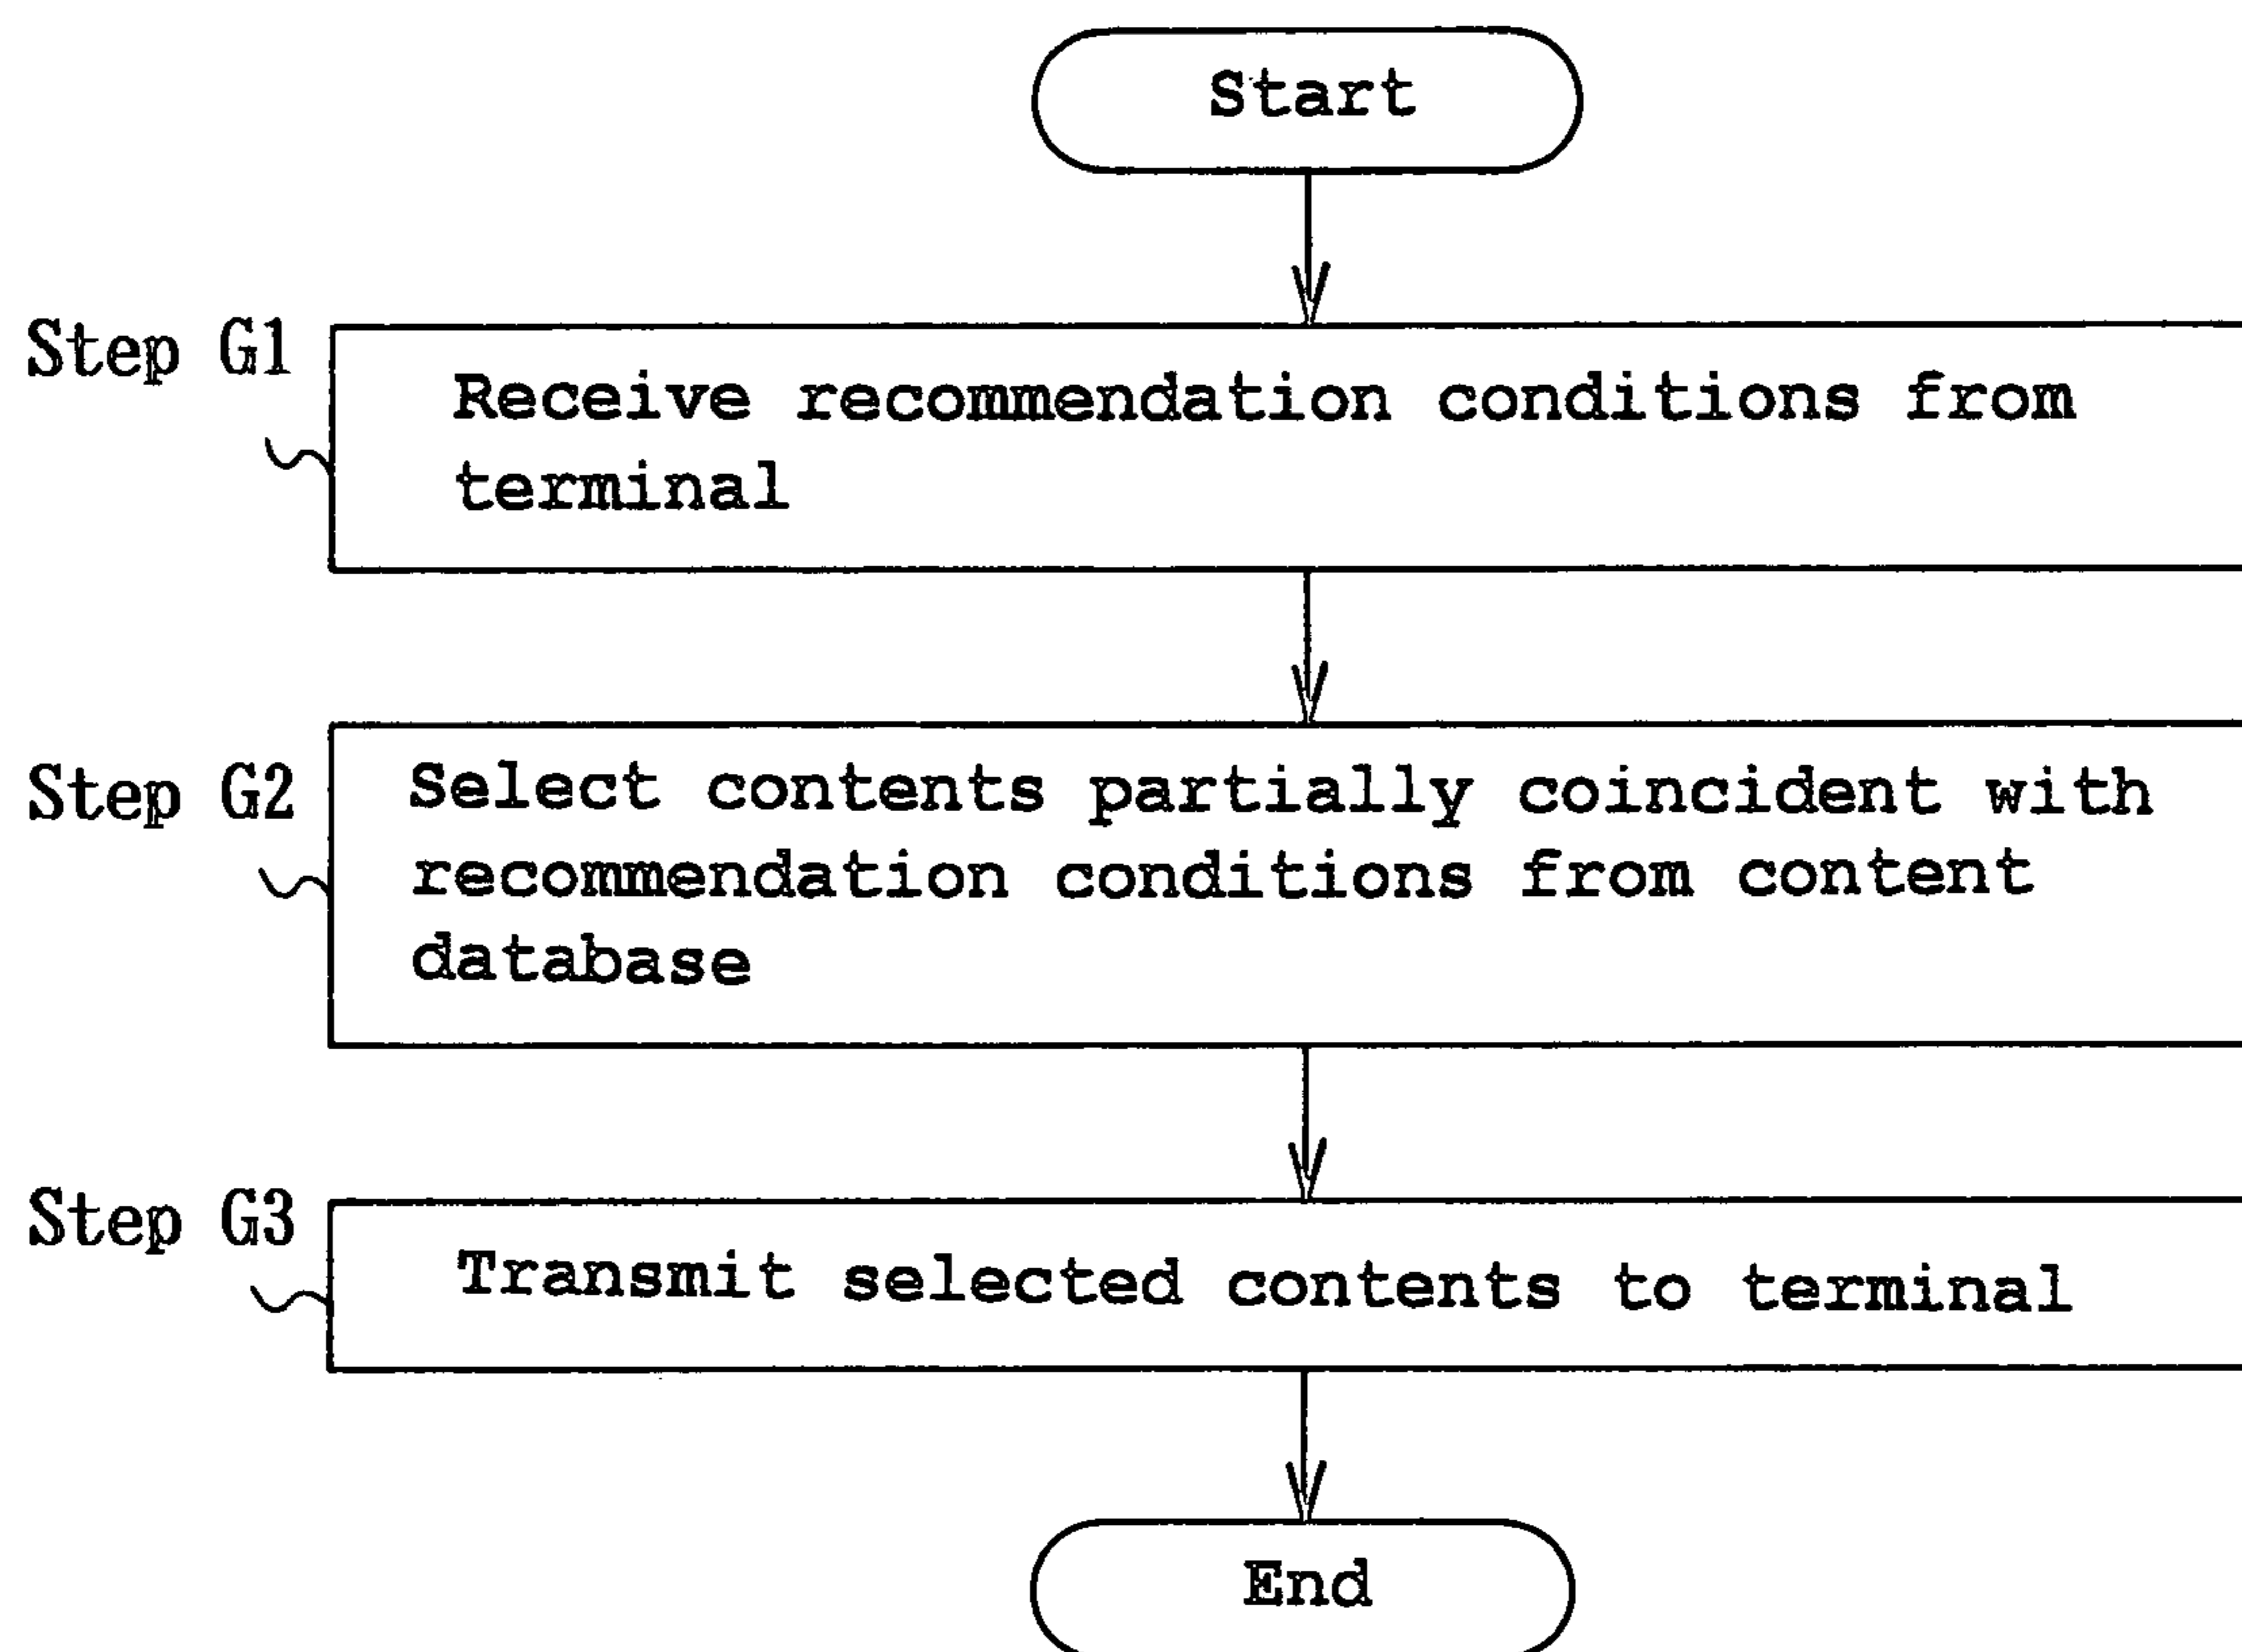 Start
Step G1
Receive recommendation conditions from
terminal
Step G2
Select contents partially coincident with
recommendation conditions from content
database
Step G3
Transmit selected contents to terminal
End